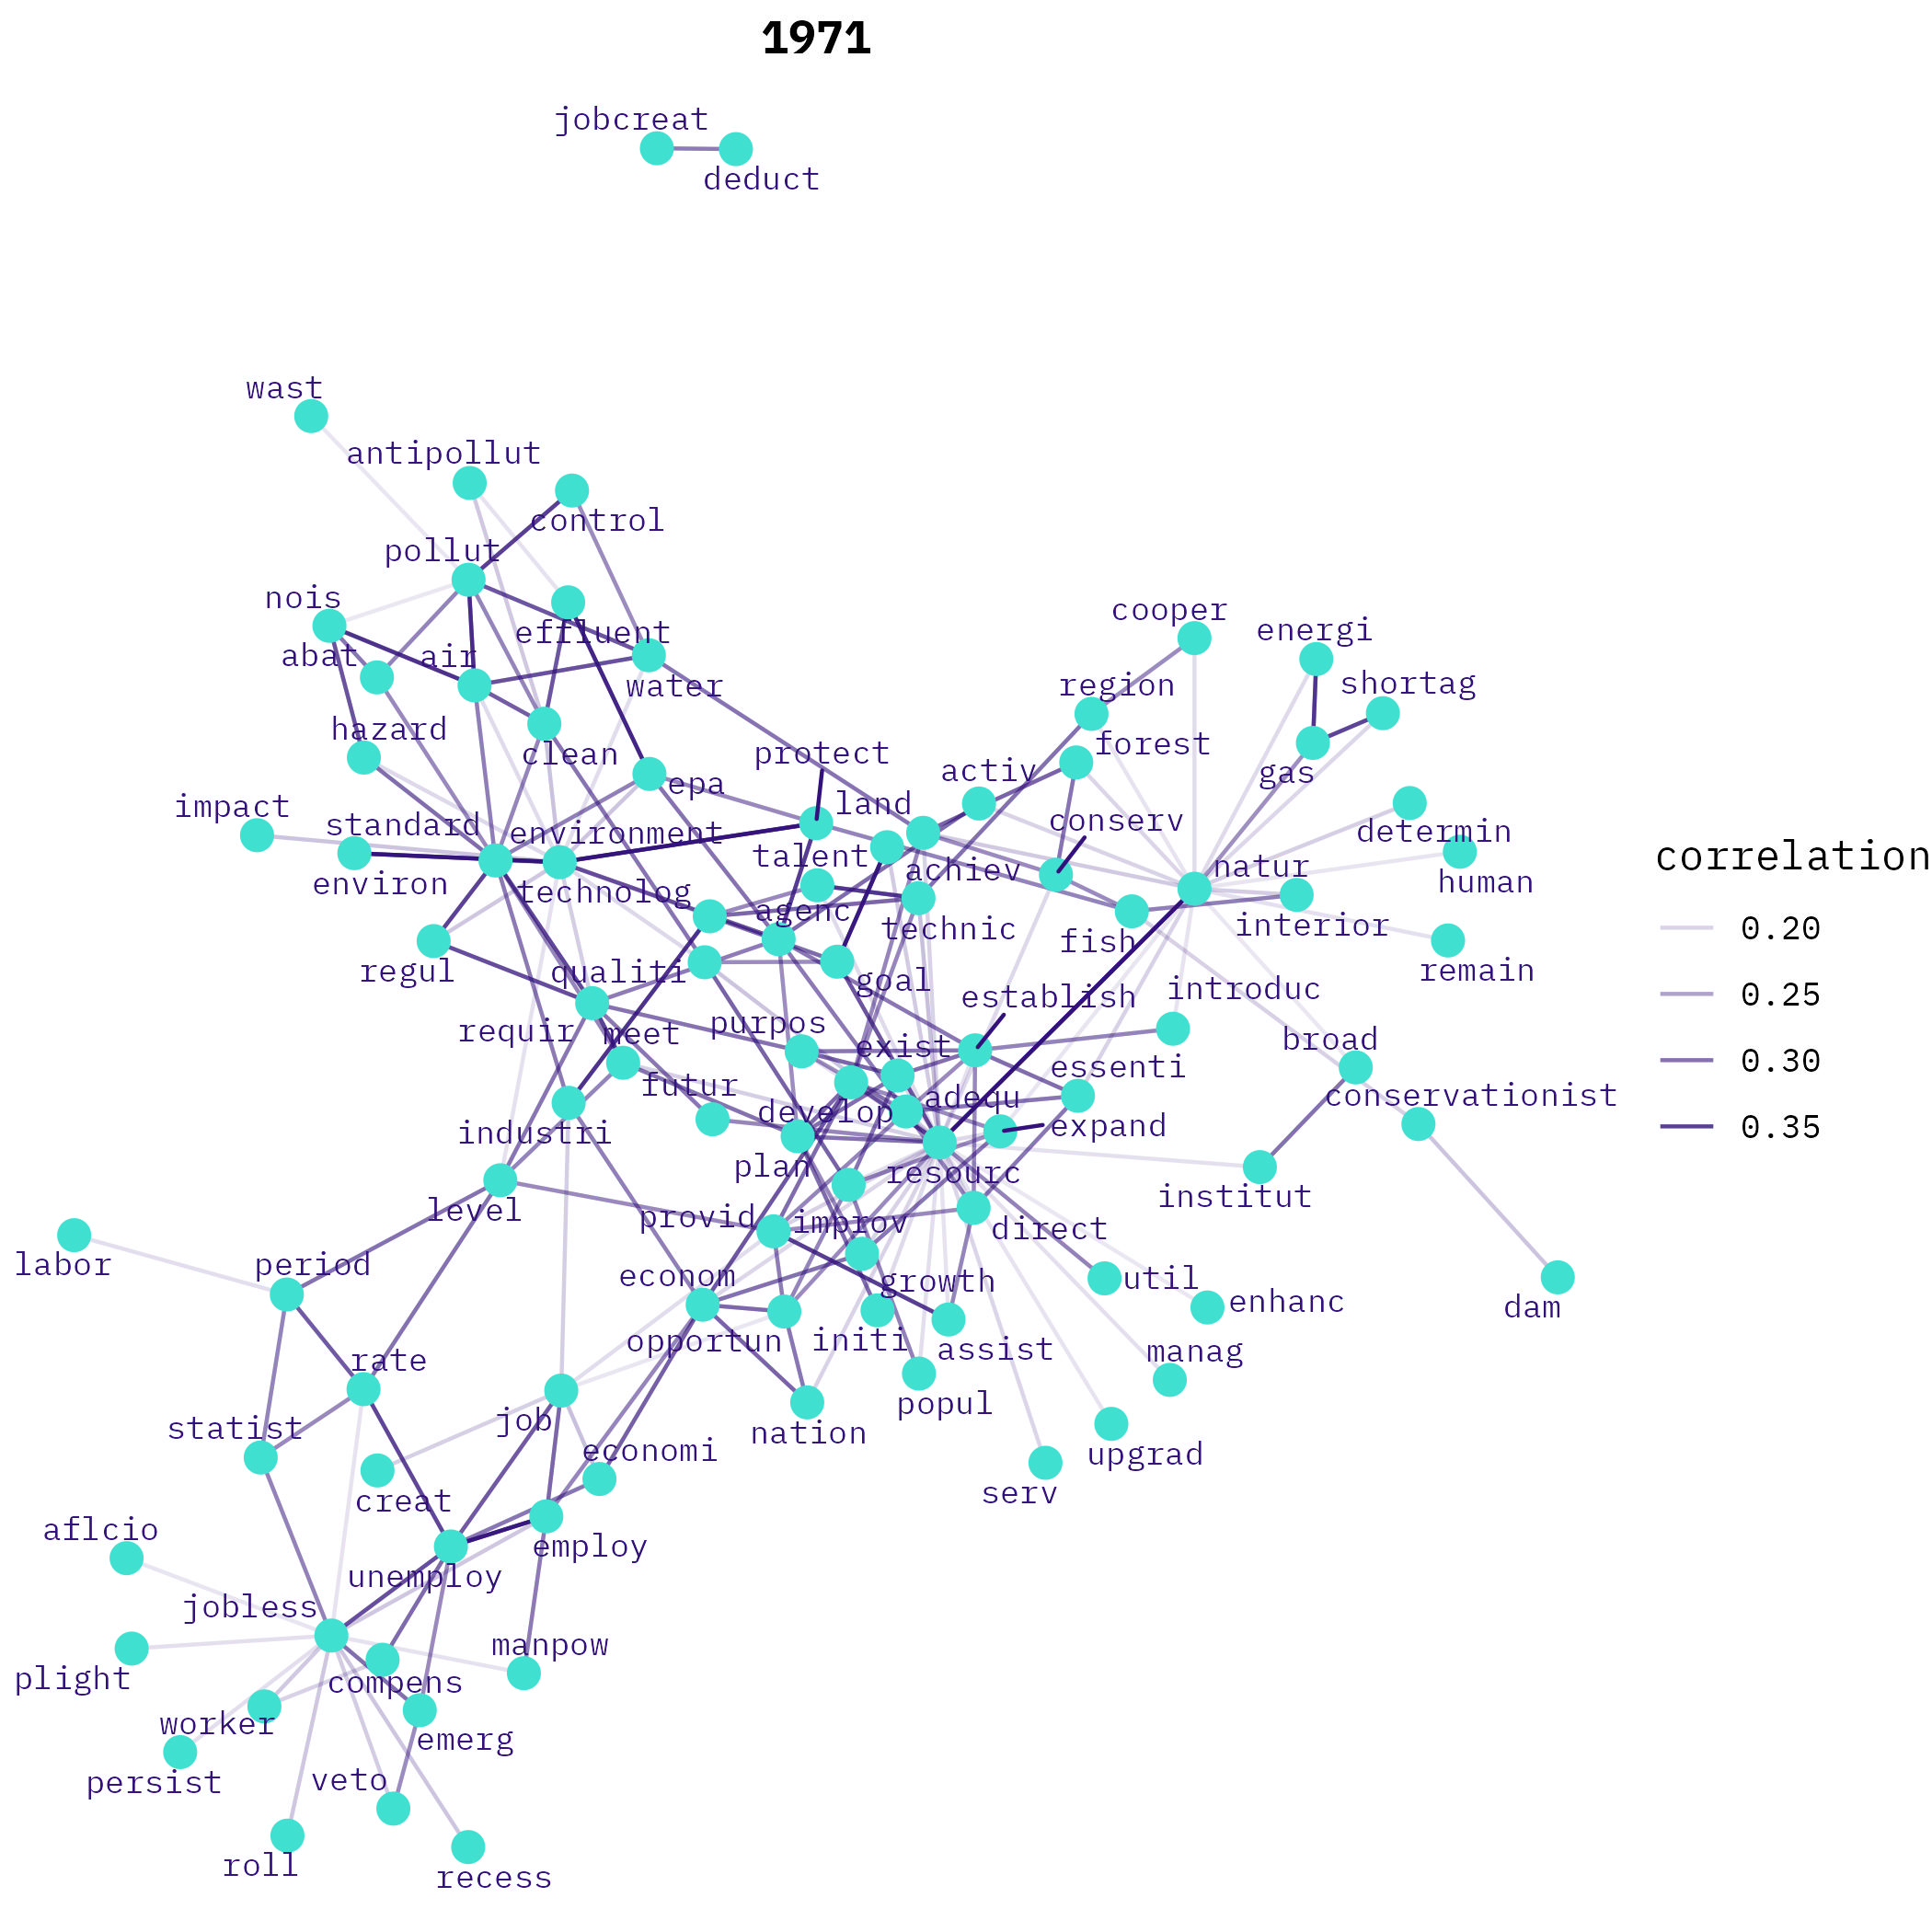 1971
jobcreat
deduct
wast
antipollut
control
pollut
nois
effluent
cooper
energi
abat
air
water
region
shortag
hazard
clean
protect
forest
epa
activ
gas
impact
land
conserv
standard
environment
determin
talent
achiev
natur
human
environ
technolog
agenc
technic
interior
fish
regul
qualiti
goal
remain
establish
introduc
requir
meet
purpos
exist
broad
futur
essenti
develop
adequ
conservationist
industri
expand
plan
resourc
institut
level
provid
improv
direct
labor
period
econom
growth
util
enhanc
dam
opportun
initi
assist
manag
rate
popul
statist
job
nation
economi
upgrad
creat
serv
aflcio
employ
unemploy
jobless
manpow
plight
compens
worker
emerg
persist
veto
roll
recess
correlation
0.20
0.25
0.30
0.35